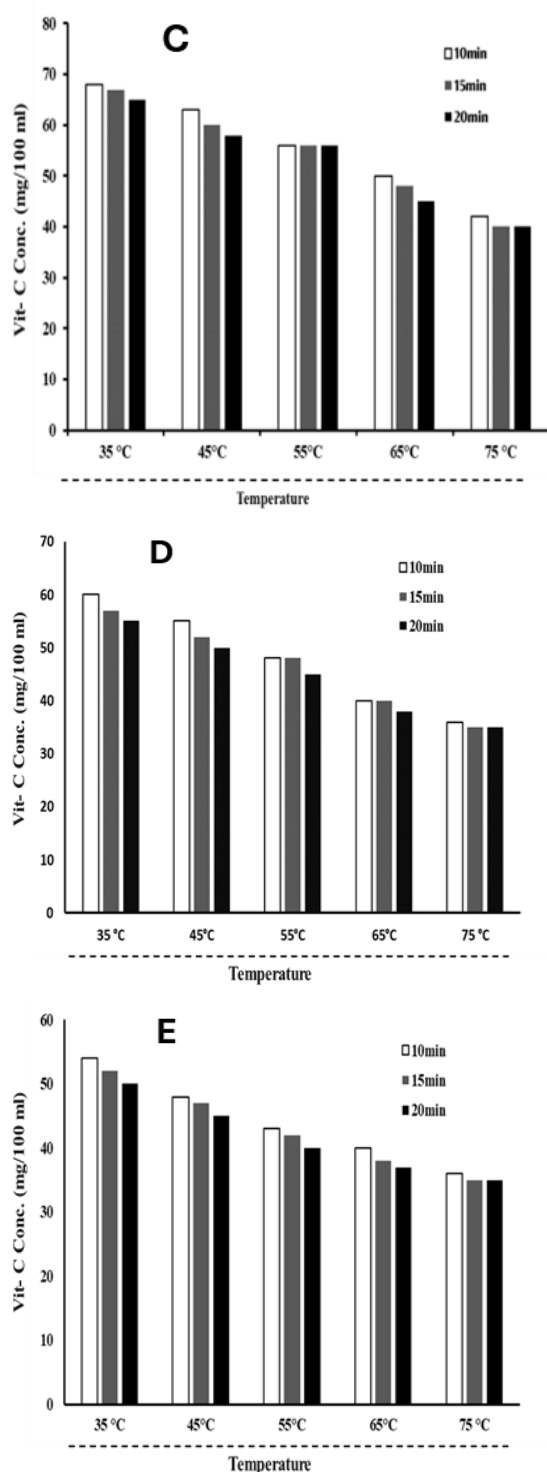 C
10min
15min
20min
Vit- C Conc. (mg/100 ml)
80
70
60
50
40
30
20
10
0
35 °C 45°C 55°C 65°C 75 °C
Temperature
D
10min
15min
20min
Vit- C Conc. (mg/100 ml)
70
60
50
40
30
20
10
0
35 °C 45°C 55°C 65°C 75 °C
Temperature
E
10min
15min
20min
Vit- C Conc. (mg/100 ml)
60
50
40
30
20
10
0
35 °C 45°C 55°C 65°C 75 °C
Temperature